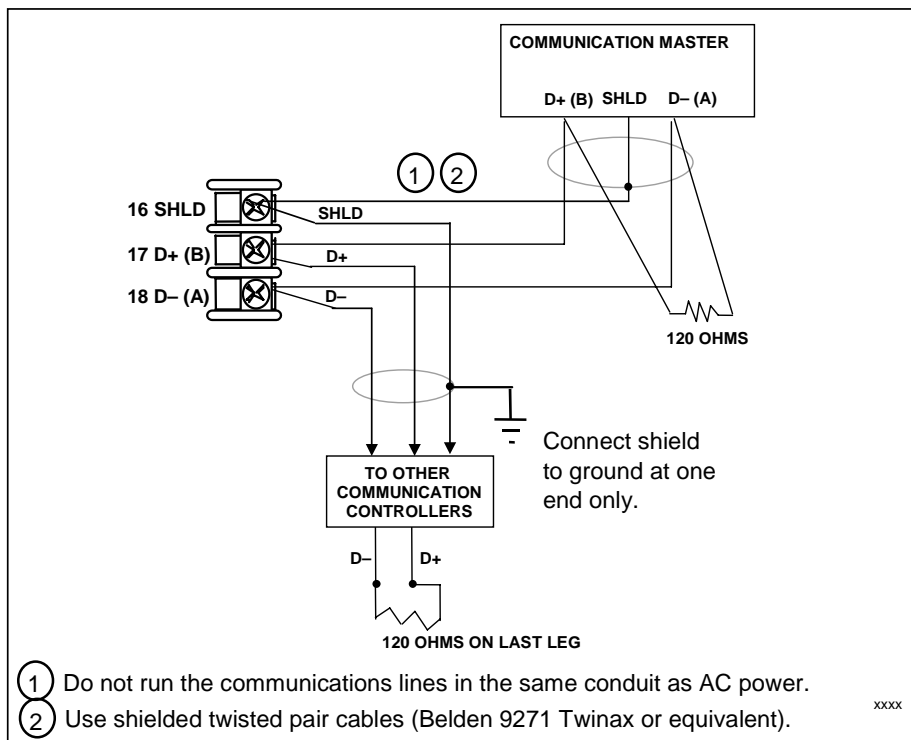 COMMUNICATION MASTER
D+ (B) SHLD D– (A)
1 2
16 SHLD
SHLD
17 D+ (B)
D+
18 D– (A)
D–
120 OHMS
Connect shield
to ground at one
end only.
TO OTHER
COMMUNICATION
CONTROLLERS
D– D+
120 OHMS ON LAST LEG
1 Do not run the communications lines in the same conduit as AC power.
2 Use shielded twisted pair cables (Belden 9271 Twinax or equivalent).
xxxx